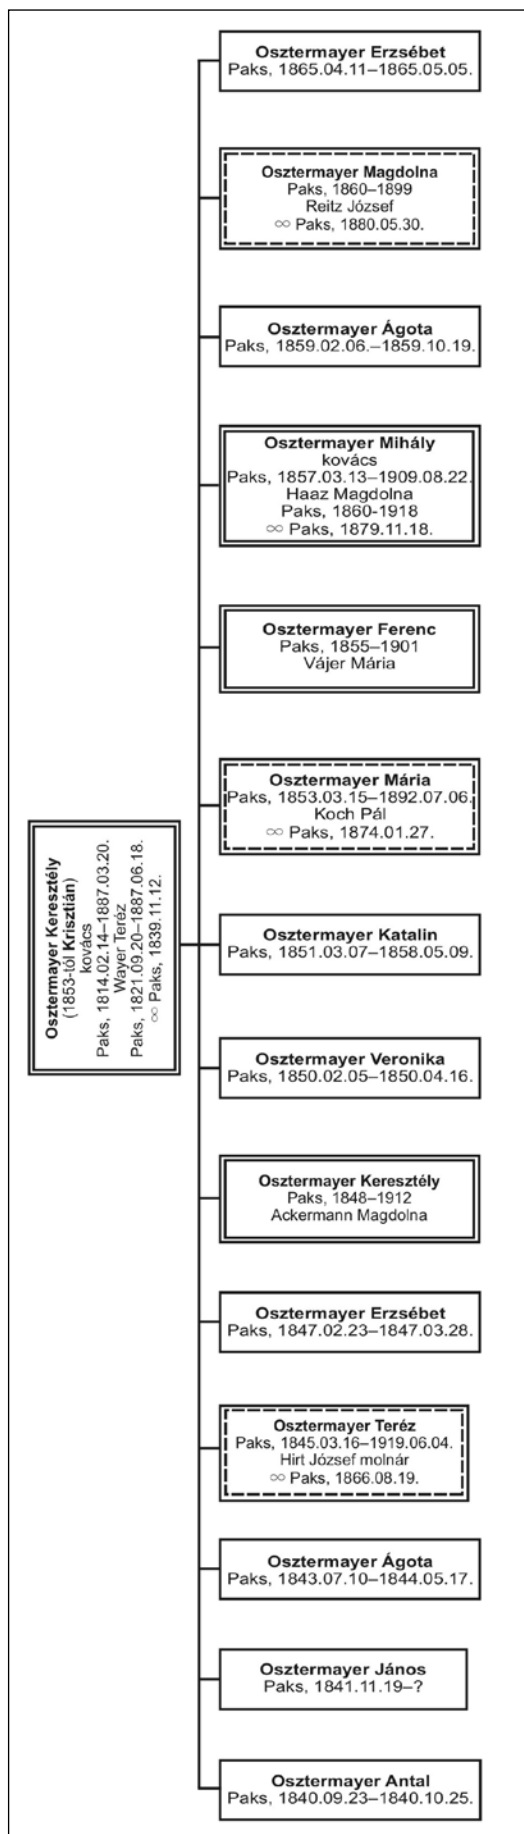 Osztermayer Erzsébet
Paks, 1865.04.11–1865.05.05.
Osztermayer Magdolna
Paks, 1860–1899
Reitz József
∞ Paks, 1880.05.30.
Osztermayer Ágota
Paks, 1859.02.06.–1859.10.19.
Osztermayer Mihály
kovács
Paks, 1857.03.13–1909.08.22.
Haaz Magdolna
Paks, 1860-1918
∞ Paks, 1879.11.18.
Osztermayer Ferenc
Paks, 1855–1901
Vájer Mária
Osztermayer Mária
Paks, 1853.03.15–1892.07.06.
Koch Pál
∞ Paks, 1874.01.27.
Osztermayer Keresztély
(1853-tól Krisztián)
kovács
Paks, 1814.02.14–1887.03.20.
Wayer Teréz
Paks, 1821.09.20–1887.06.18.
∞ Paks, 1839.11.12.
Osztermayer Katalin
Paks, 1851.03.07–1858.05.09.
Osztermayer Veronika
Paks, 1850.02.05–1850.04.16.
Osztermayer Keresztély
Paks, 1848–1912
Ackermann Magdolna
Osztermayer Erzsébet
Paks, 1847.02.23–1847.03.28.
Osztermayer Teréz
Paks, 1845.03.16–1919.06.04.
Hirt József molnár
∞ Paks, 1866.08.19.
Osztermayer Ágota
Paks, 1843.07.10–1844.05.17.
Osztermayer János
Paks, 1841.11.19–?
Osztermayer Antal
Paks, 1840.09.23–1840.10.25.